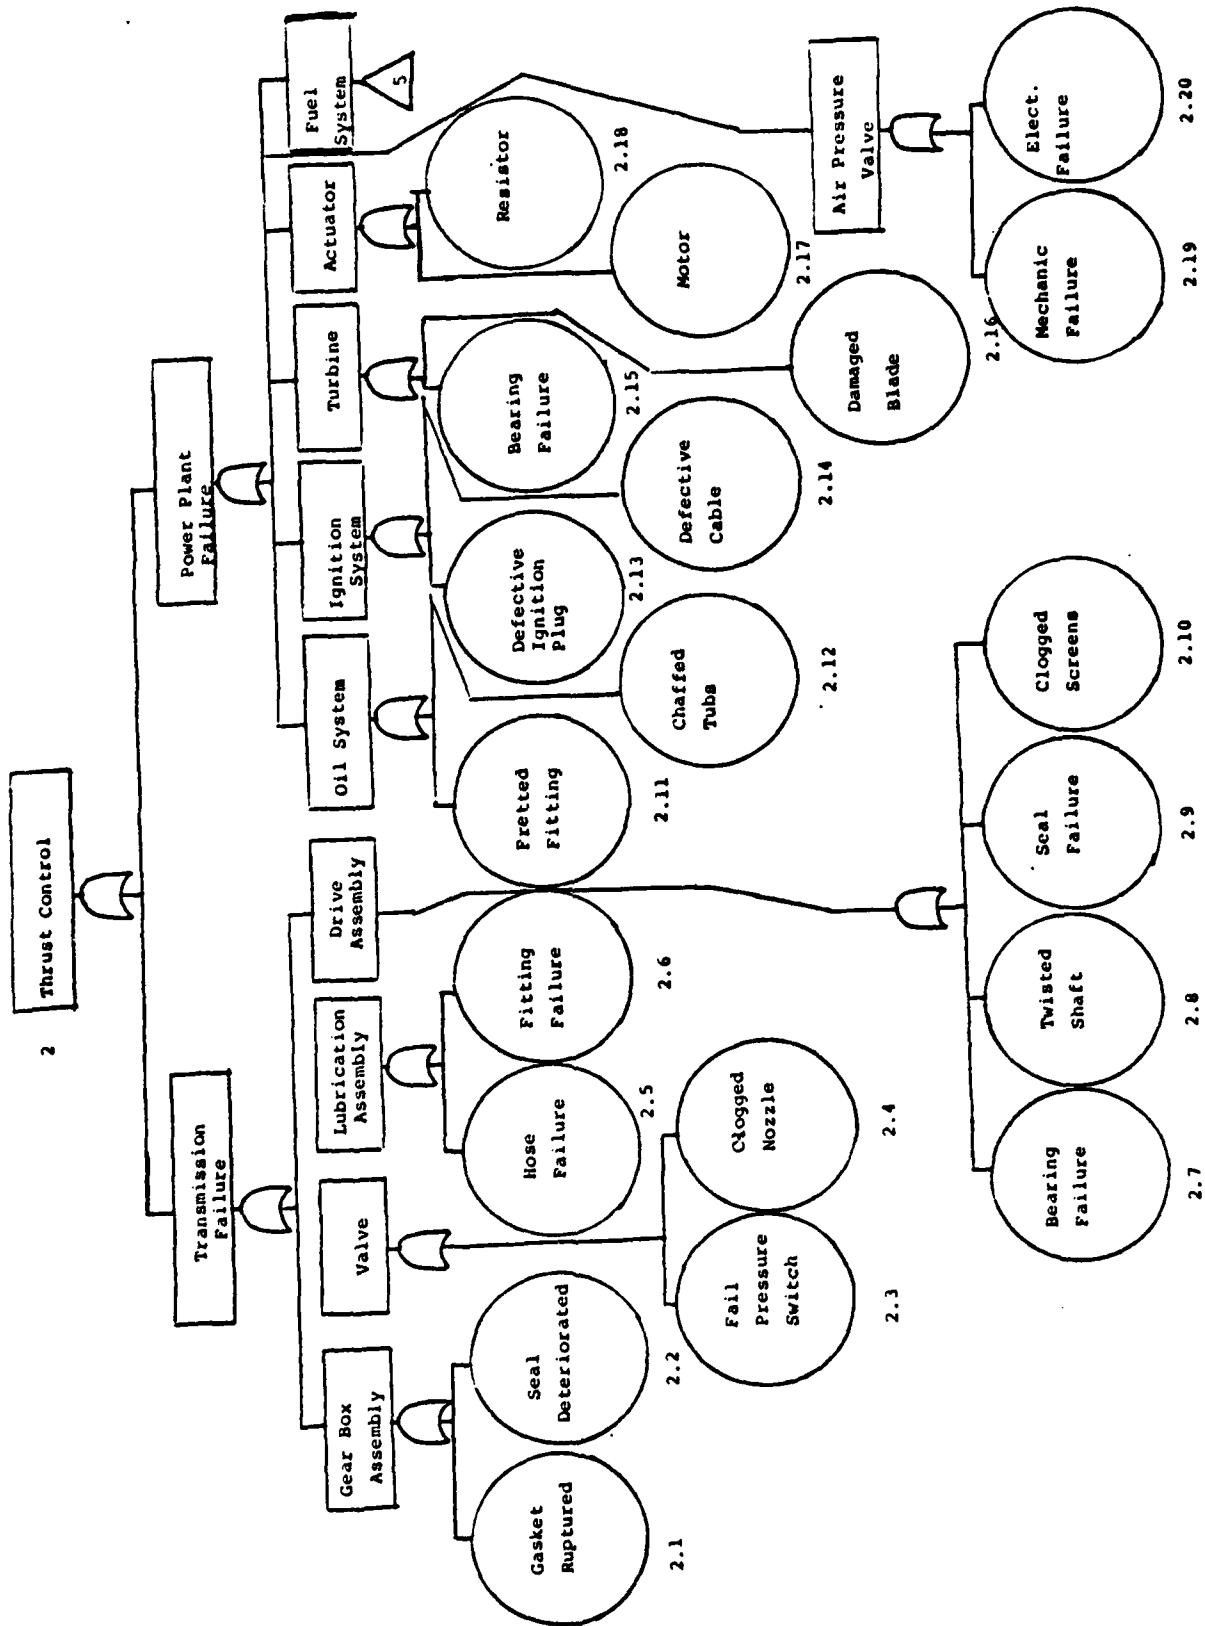 2
Thrust Control
Transmission
Failure
Power Plant
Failure
Gear Box
Assembly
Valve
Lubrication
Assembly
Drive
Assembly
Oil System
Ignition
System
Turbine
Actuator
Fuel
System
5
Gasket
Ruptured
2.1
Seal
Deteriorated
2.2
Fail
Pressure
Switch
2.3
Clogged
Nozzle
2.4
Hose
Failure
2.5
Fitting
Failure
2.6
Bearing
Failure
2.7
Twisted
Shaft
2.8
Seal
Failure
2.9
Clogged
Screens
2.10
Pretted
Fitting
2.11
Chaffed
Tubs
2.12
Defective
Ignition
Plug
2.13
Defective
Cable
2.14
Bearing
Failure
2.15
Damaged
Blade
2.16
Motor
2.17
Resistor
2.18
Air Pressure
Valve
Mechanic
Failure
2.19
Elect.
Failure
2.20